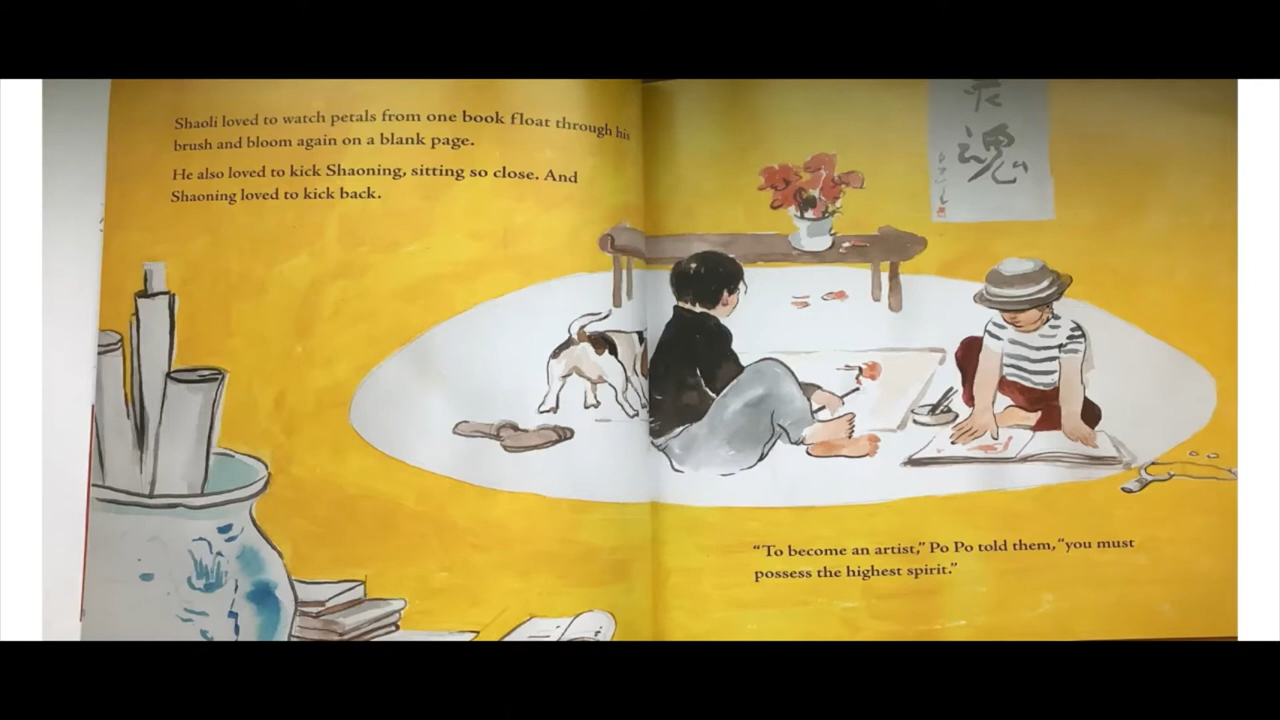 Shaoli loved to watch petals from one book float through his
brush and bloom again on a blank page.
He also loved to kick Shaoning, sitting so close. And
Shaoning loved to kick back.
魂
“To become an artist,” Po Po told them, “you must
possess the highest spirit.”